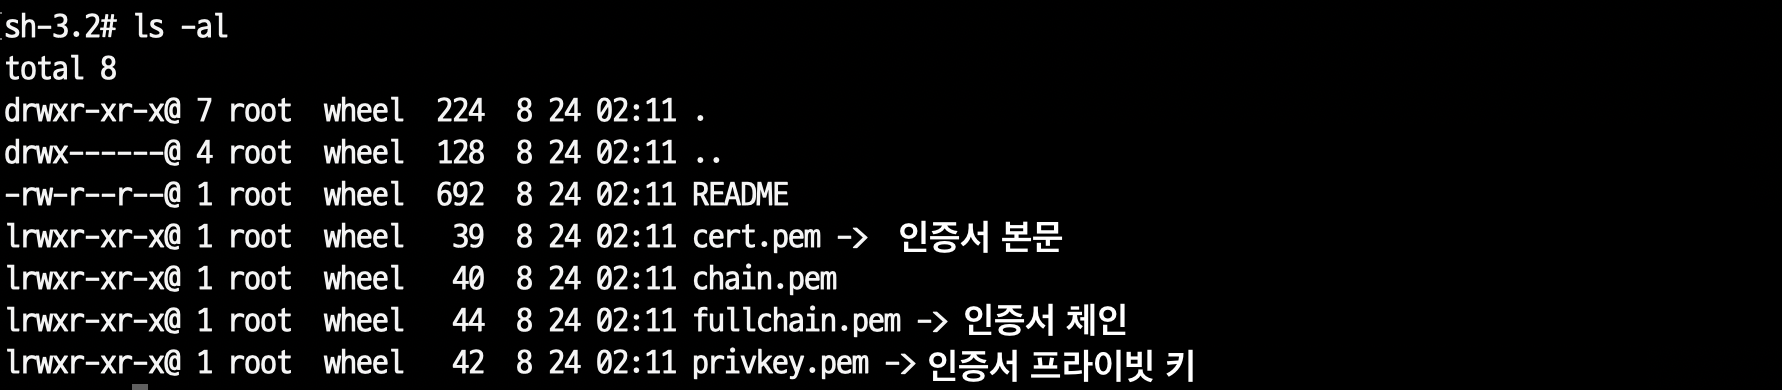 sh-3.2# ls -al
total 8
drwxr-xr-x@ 7 root  wheel  224  8 24 02:11 .
drwx------@ 4 root  wheel  128  8 24 02:11 ..
-rw-r--r--@ 1 root  wheel  692  8 24 02:11 README
lrwxr-xr-x@ 1 root  wheel   39  8 24 02:11 cert.pem -> 인증서 본문
lrwxr-xr-x@ 1 root  wheel   40  8 24 02:11 chain.pem
lrwxr-xr-x@ 1 root  wheel   44  8 24 02:11 fullchain.pem -> 인증서 체인
lrwxr-xr-x@ 1 root  wheel   42  8 24 02:11 privkey.pem -> 인증서 프라이빗 키